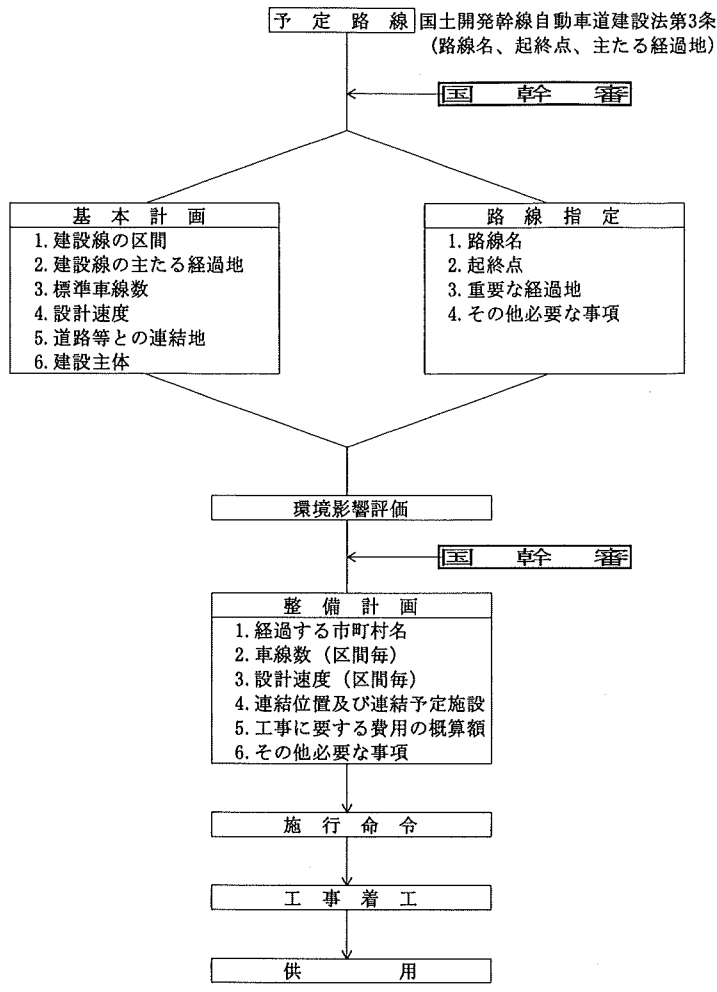 予定路線 国土開発幹線自動車道建設法第3条
(路線名、起終点、主たる経過地)
国幹審
基本計画
1.建設線の区間
2.建設線の主たる経過地
3.標準車線数
4.設計速度
5.道路等との連結地
6.建設主体
路線指定
1.路線名
2.起終点
3.重要な経過地
4.その他必要な事項
環境影響評価
国幹審
整備計画
1.経過する市町村名
2.車線数(区間毎)
3.設計速度(区間毎)
4.連結位置及び連結予定施設
5.工事に要する費用の概算額
6.その他必要な事項
施行命令
工事着工
供用